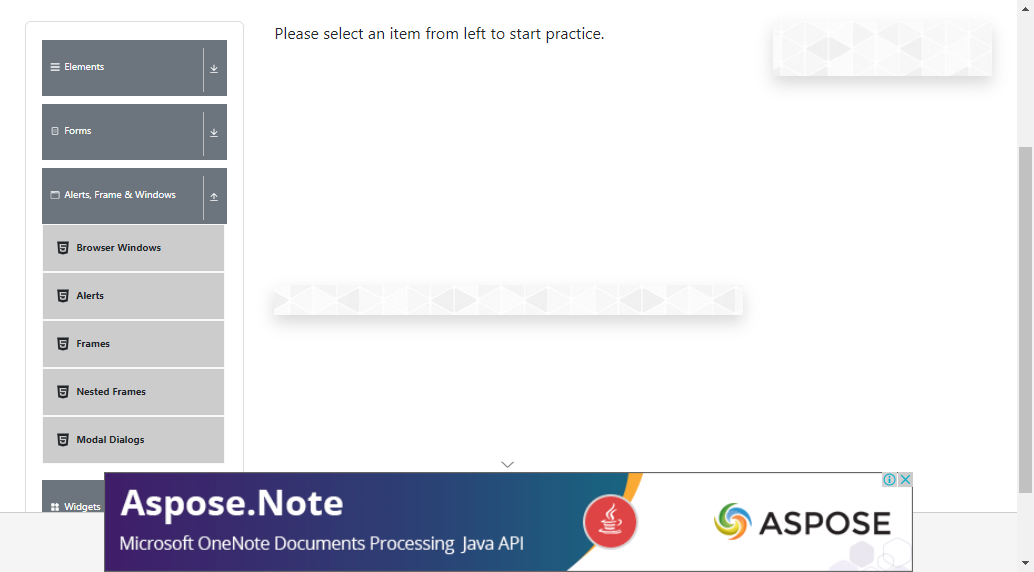 Please select an item from left to start practice.
Elements
Forms
Alerts, Frame & Windows
Browser Windows
Alerts
Frames
Nested Frames
Modal Dialogs
Widgets
Aspose.Note
Microsoft OneNote Documents Processing Java API
ASPOSE